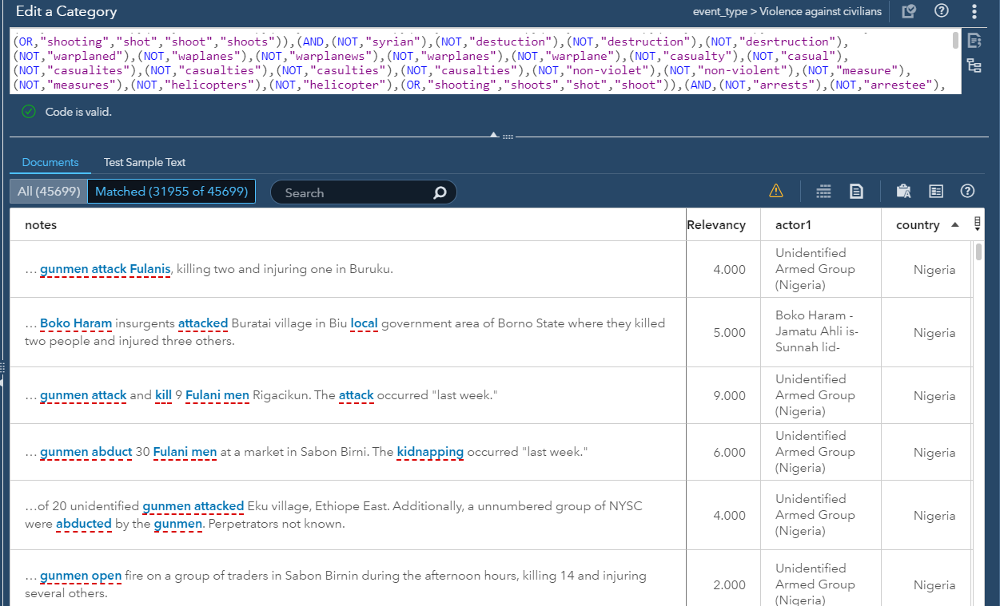 Edit a Category
event_type > Violence against civilians
(OR,"shooting","shot","shoot","shoots")),(AND,(NOT,"syrian"),(NOT,"destuction"),(NOT,"destruction"),(NOT,"desrtruction"),
(NOT,"warplaned"),(NOT,"waplanes"),(NOT,"warplanews"),(NOT,"warplanes"),(NOT,"warplane"),(NOT,"casualty"),(NOT,"casual"),
(NOT,"casualites"),(NOT,"casualties"),(NOT,"casulties"),(NOT,"causalties"),(NOT,"non-violet"),(NOT,"non-violent"),(NOT,"measure"),
(NOT,"measures"),(NOT,"helicopters"),(NOT,"helicopter"),(OR,"shooting","shoots","shot","shoot")),(AND,(NOT,"arrests"),(NOT,"arrestee"),
Code is valid.
Documents
Test Sample Text
All (45699)
Matched (31955 of 45699)
Search
notes
Relevancy
actor1
country
... gunmen attack Fulanis, killing two and injuring one in Buruku.
4.000
Unidentified
Armed Group
(Nigeria)
Nigeria
... Boko Haram insurgents attacked Buratai village in Biu local government area of Borno State where they killed
two people and injured three others.
5.000
Boko Haram -
Jamatu Ahli is-
Sunnah lid-
Nigeria
... gunmen attack and kill 9 Fulani men Rigacikun. The attack occurred "last week."
9.000
Unidentified
Armed Group
(Nigeria)
Nigeria
... gunmen abduct 30 Fulani men at a market in Sabon Birni. The kidnapping occurred "last week."
6.000
Unidentified
Armed Group
(Nigeria)
Nigeria
...of 20 unidentified gunmen attacked Eku village, Ethiope East. Additionally, a unnumbered group of NYSC
were abducted by the gunmen. Perpetrators not known.
4.000
Unidentified
Armed Group
(Nigeria)
Nigeria
... gunmen open fire on a group of traders in Sabon Birnin during the afternoon hours, killing 14 and injuring
several others.
2.000
Unidentified
Armed Group
(Nigeria)
Nigeria